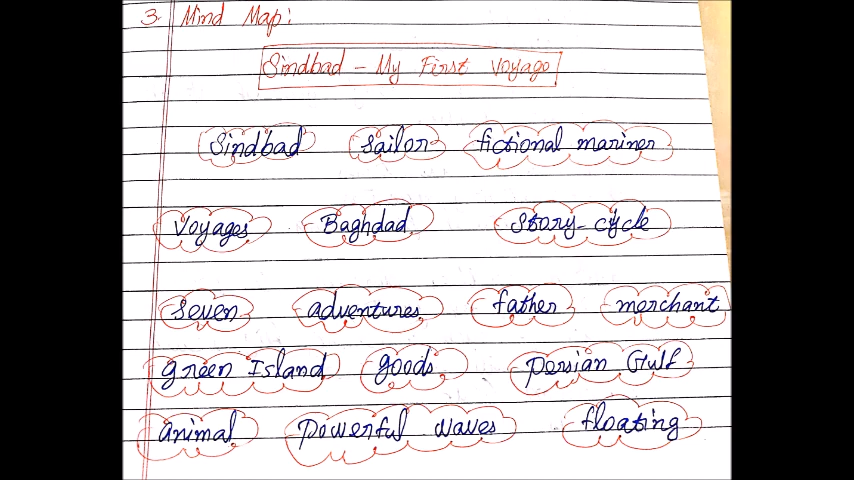 3. Mind Map:
Sindbad - My First Voyago
Sindbad sailor fictional mariner
Voyages Baghdad Story-cycle
Seven adventures father merchant
green Island goods Persian Gulf
animal Powerful waves floating